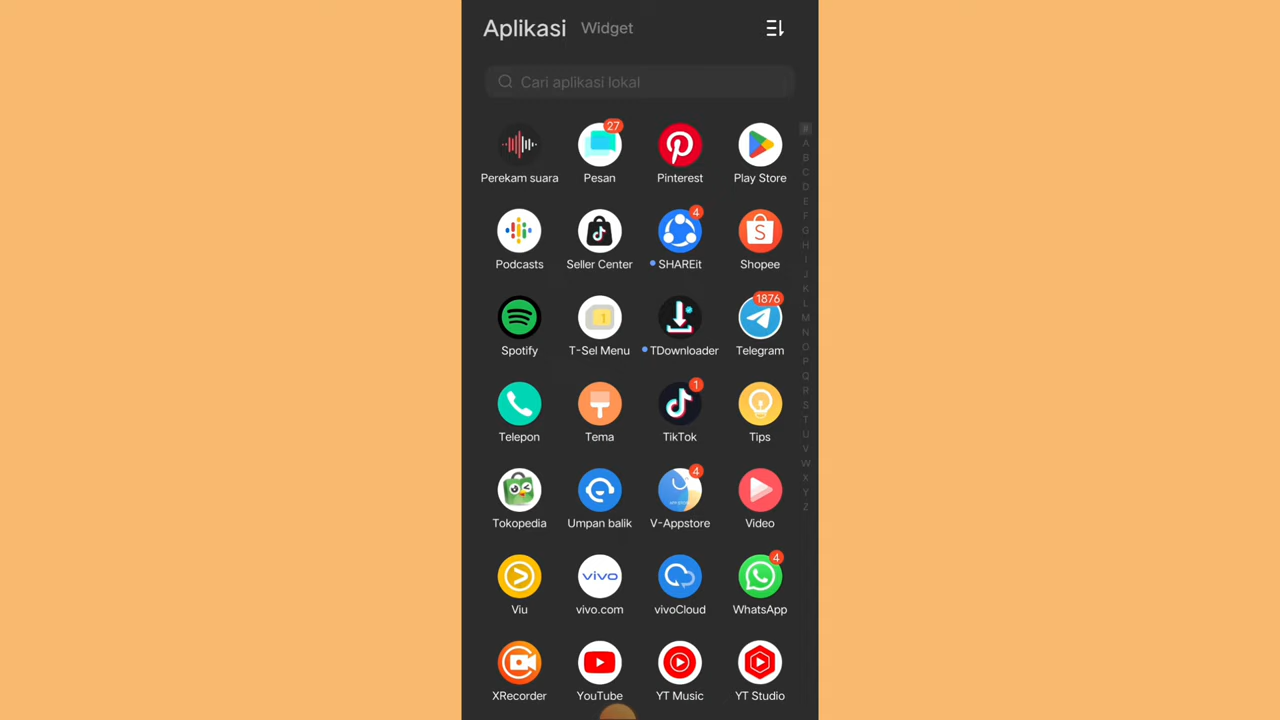 Aplikasi Widget
Cari aplikasi lokal
27
Perekam suara Pesan Pinterest Play Store
4
Podcasts Seller Center SHAREit Shopee
1876
Spotify T-Sel Menu TDownloader Telegram
1
Telepon Tema TikTok Tips
4
Tokopedia Umpan balik V-Appstore Video
vivo
4
Viu vivo.com vivoCloud WhatsApp
XRecorder YouTube YT Music YT Studio
#
A
B
C
D
E
F
G
H
I
J
K
L
M
N
O
P
Q
R
S
T
U
V
W
X
Y
Z